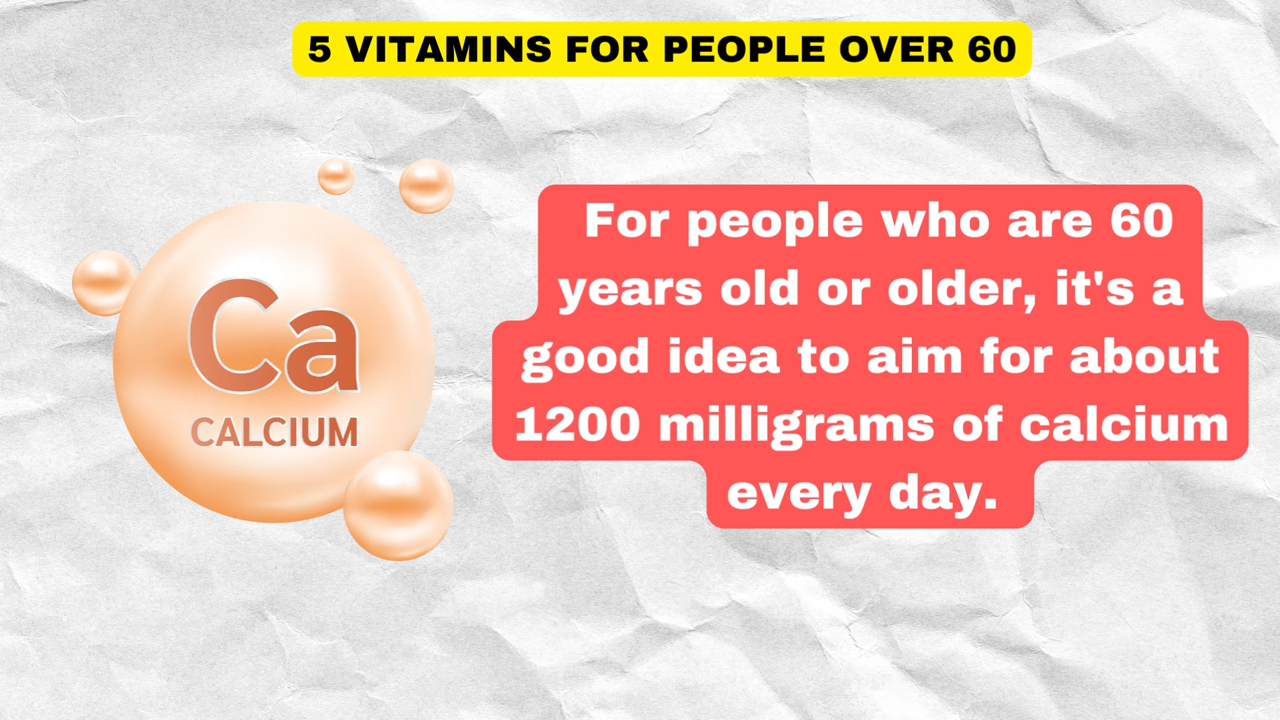 5 VITAMINS FOR PEOPLE OVER 60
Ca
CALCIUM
For people who are 60
years old or older, it's a
good idea to aim for about
1200 milligrams of calcium
every day.